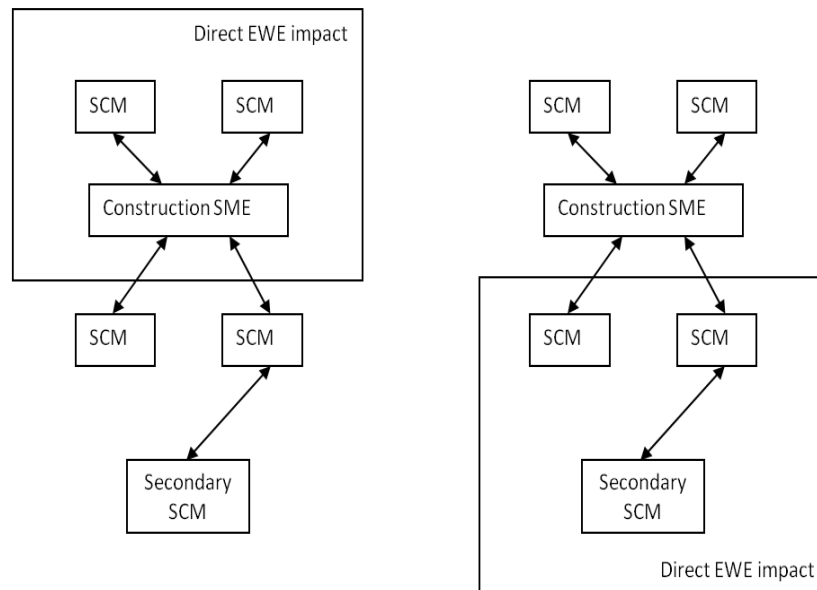 Direct EWE impact
SCM
SCM
Construction SME
SCM
SCM
Secondary
SCM
SCM
SCM
Construction SME
SCM
SCM
Secondary
SCM
Direct EWE impact